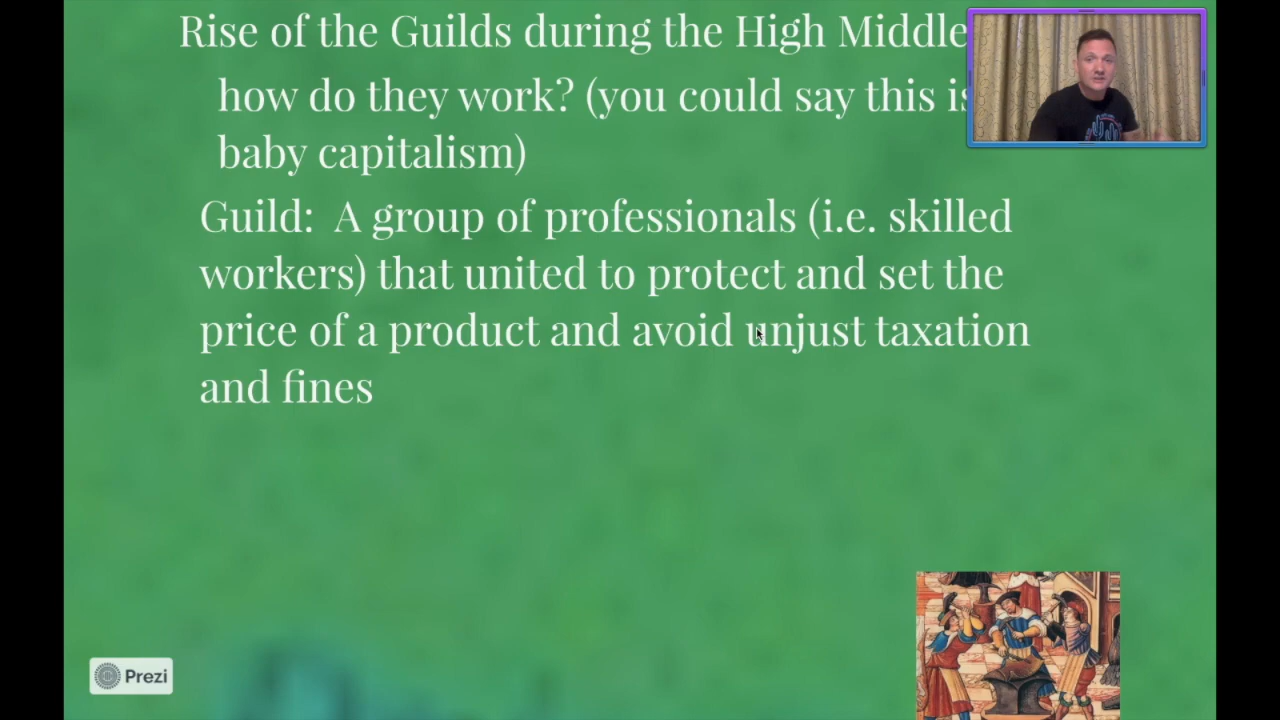 Rise of the Guilds during the High Middle
how do they work? (you could say this is
baby capitalism)
Guild: A group of professionals (i.e. skilled
workers) that united to protect and set the
price of a product and avoid unjust taxation
and fines
Prezi